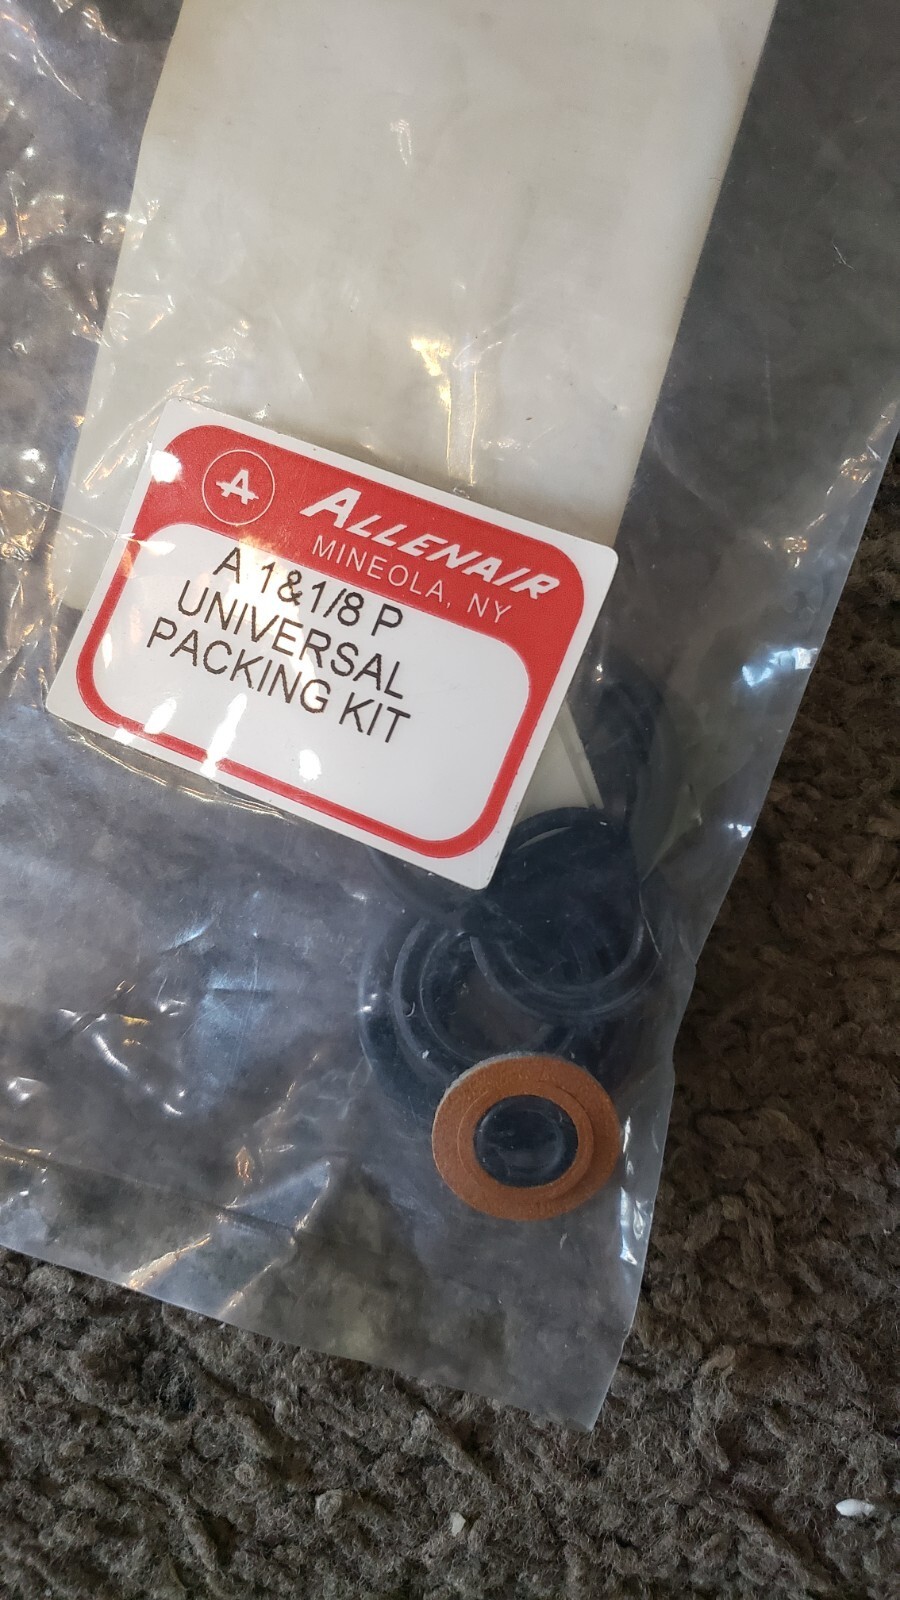 A
ALLENAIR
MINEOLA, NY
A 1&1/8 P
UNIVERSAL
PACKING KIT